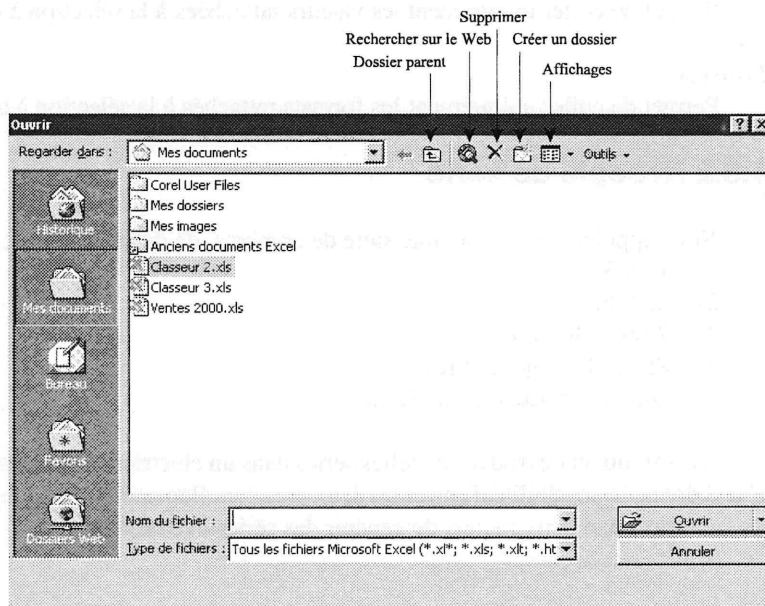 Supprimer
Rechercher sur le Web
Créer un dossier
Dossier parent
Affichages
Ouvrir
Regarder dans :
Mes documents
Outils
Historique
Mes documents
Bureau
Favoris
Dossiers Web
Corel User Files
Mes dossiers
Mes images
Anciens documents Excel
Classeur 2.xls
Classeur 3.xls
Ventes 2000.xls
Nom du fichier :
Ouvrir
Type de fichiers :
Tous les fichiers Microsoft Excel (*.xl*; *.xls; *.xlt; *.ht
Annuler